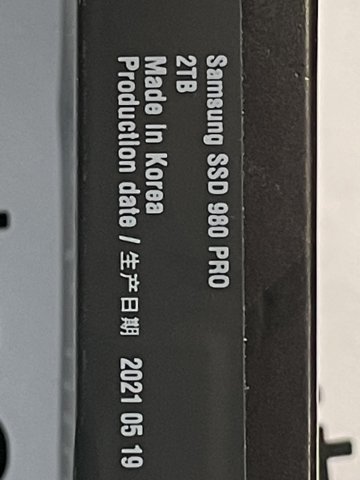 Samsung SSD 980 PRO
2TB
Made in Korea
Production date / 生产日期 2021 05 19